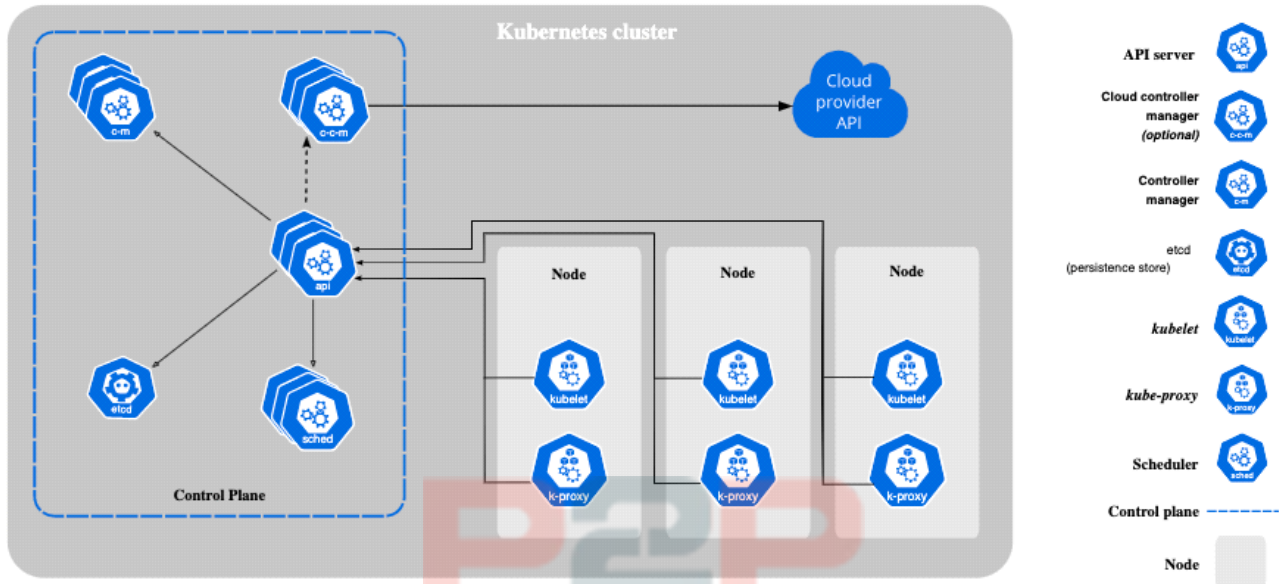 Kubernetes cluster
c-m
c-c-m
Cloud
provider
API
api
etcd
sched
Control Plane
Node
kubelet
k-proxy
Node
kubelet
k-proxy
Node
kubelet
k-proxy
API server
api
Cloud controller
manager
(optional)
c-c-m
Controller
manager
c-m
etcd
(persistence store)
etcd
kubelet
kubelet
kube-proxy
k-proxy
Scheduler
sched
Control plane
Node
P2P